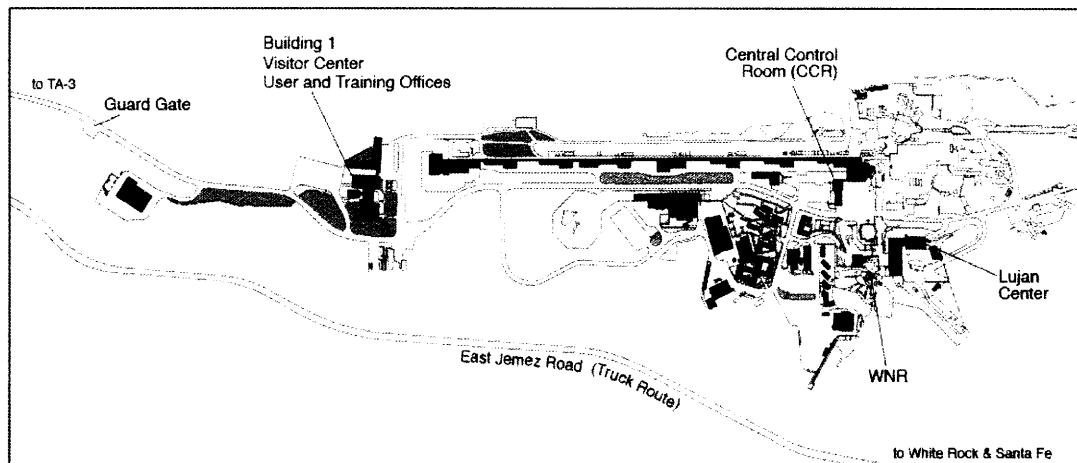 Building 1
Visitor Center
User and Training Offices
Central Control
Room (CCR)
to TA-3
Guard Gate
Lujan
Center
East Jemez Road (Truck Route)
WNR
to White Rock & Santa Fe